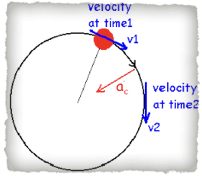 velocity
at time1
v1
velocity
at time2
ac
v2